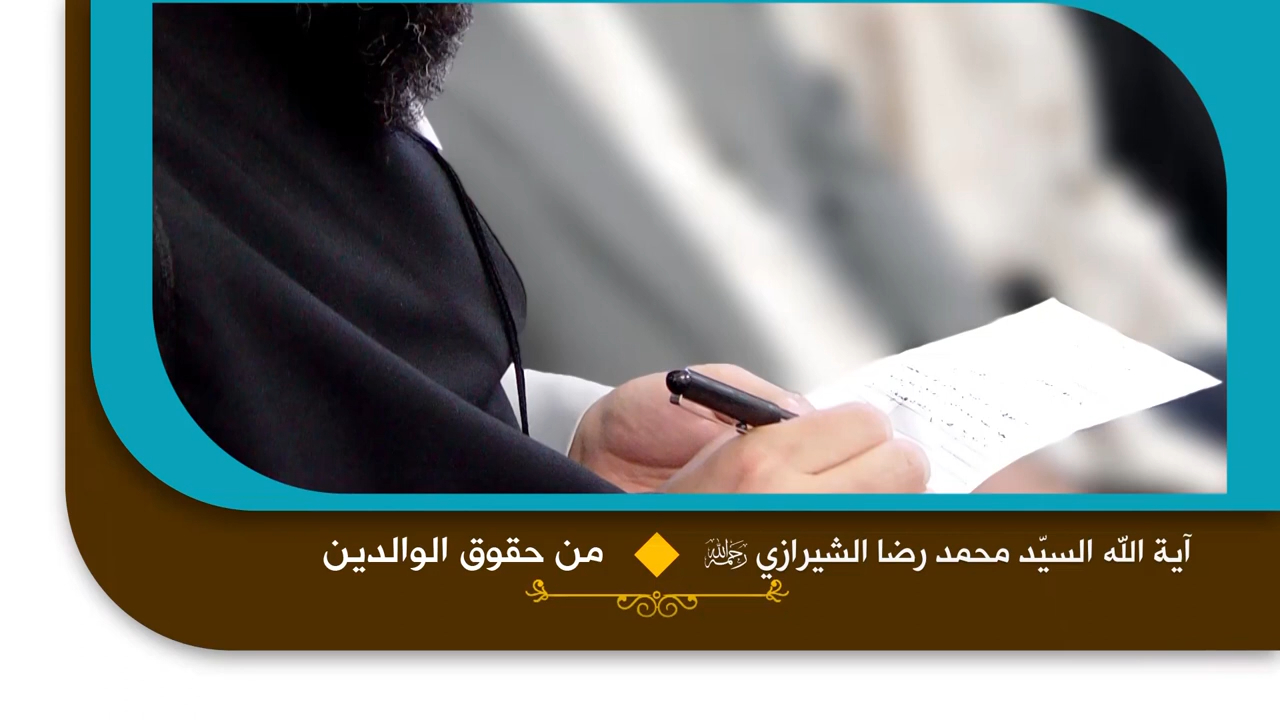 آية الله السيّد محمد رضا الشيرازي رحمه الله من حقوق الوالدين